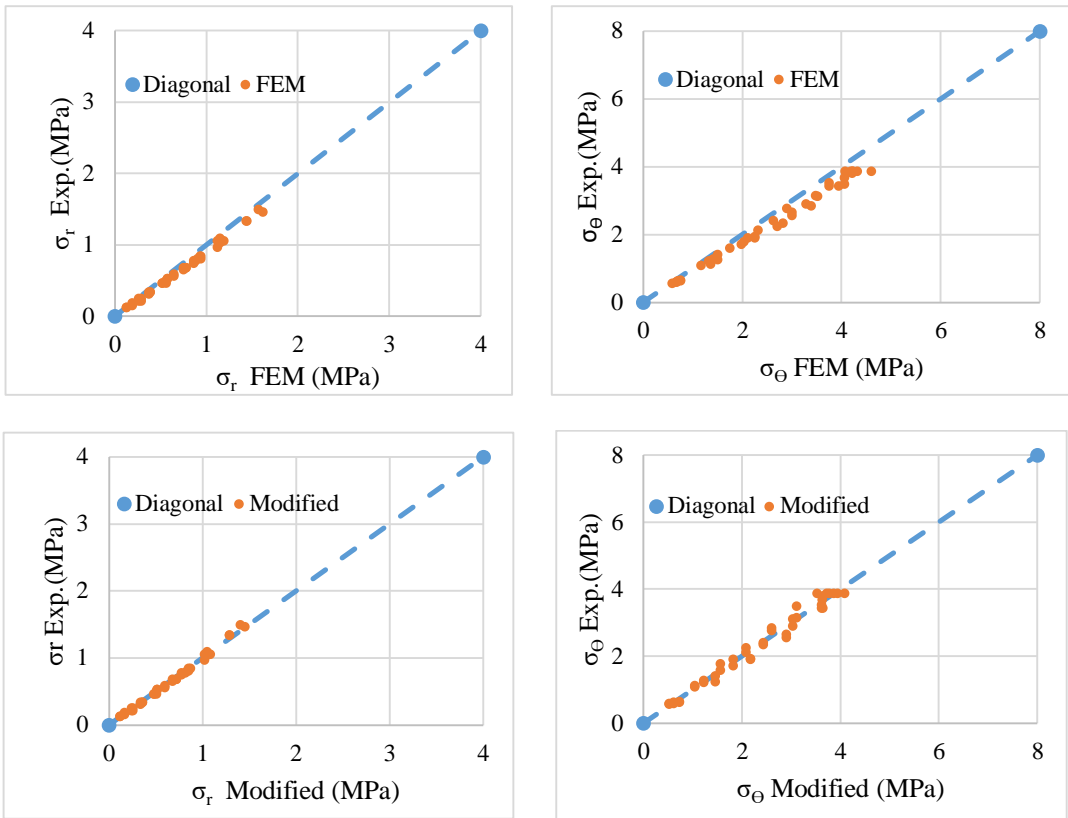 4
3
2
1
0
0 1 2 3 4
σr Exp.(MPa)
Diagonal FEM
σr FEM (MPa)
8
6
4
2
0
0 2 4 6 8
σΘ Exp.(MPa)
Diagonal FEM
σΘ FEM (MPa)
4
3
2
1
0
0 1 2 3 4
σr Exp.(MPa)
Diagonal Modified
σr Modified (MPa)
8
6
4
2
0
0 2 4 6 8
σΘ Exp.(MPa)
Diagonal Modified
σΘ Modified (MPa)